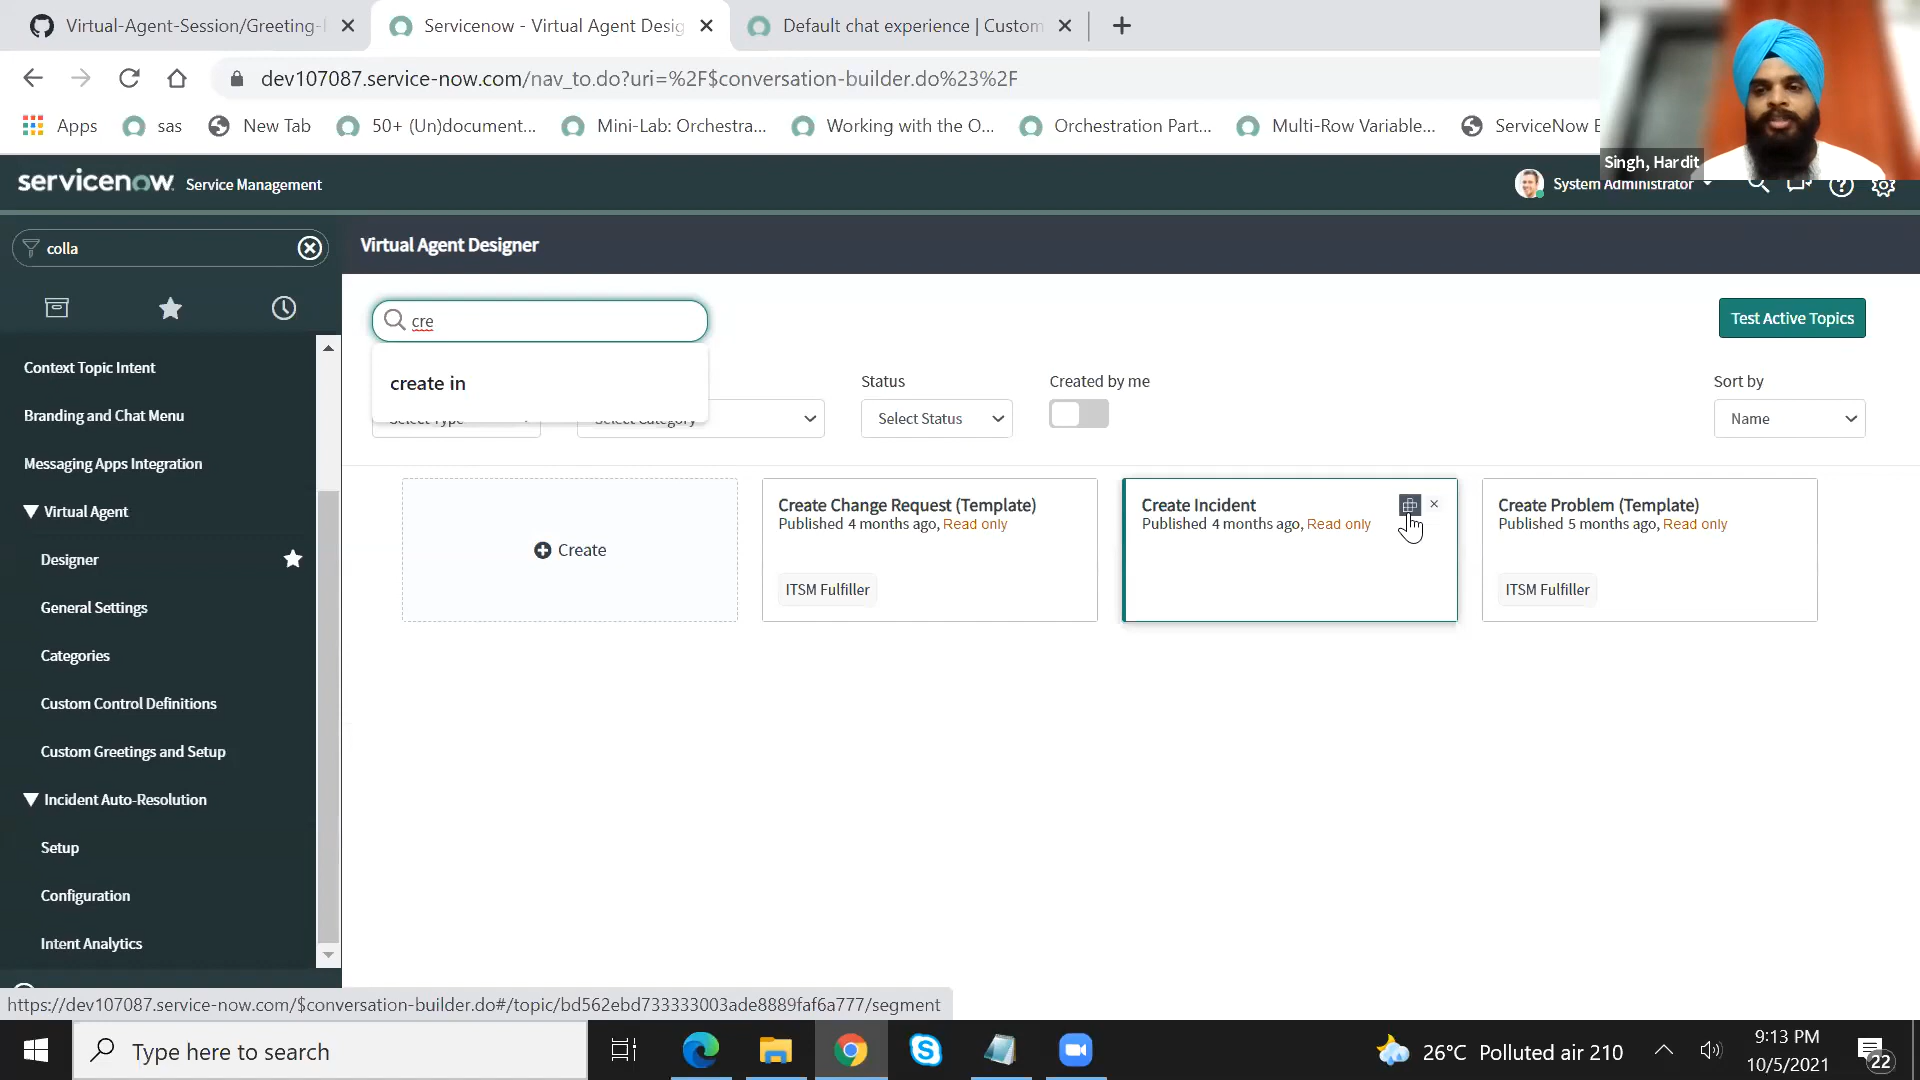 Virtual-Agent-Session/Greeting-
Servicenow - Virtual Agent Desig
Default chat experience | Custom
dev107087.service-now.com/nav_to.do?uri=%2F$conversation-builder.do%23%2F
Apps
sas
New Tab
50+ (Un)document...
Mini-Lab: Orchestra...
Working with the O...
Orchestration Part...
Multi-Row Variable...
ServiceNow
Singh, Hardit
servicenow Service Management
System Administrator
colla
Virtual Agent Designer
cre
create in
Test Active Topics
Status
Created by me
Sort by
Select Type
Select Category
Select Status
Name
Context Topic Intent
Branding and Chat Menu
Messaging Apps Integration
Virtual Agent
Designer
General Settings
Categories
Custom Control Definitions
Custom Greetings and Setup
Incident Auto-Resolution
Setup
Configuration
Intent Analytics
Create
Create Change Request (Template)
Published 4 months ago, Read only
ITSM Fulfiller
Create Incident
Published 4 months ago, Read only
Create Problem (Template)
Published 5 months ago, Read only
ITSM Fulfiller
https://dev107087.service-now.com/$conversation-builder.do#/topic/bd562ebd733333003ade8889faf6a777/segment
Type here to search
26°C Polluted air 210
9:13 PM
10/5/2021
22